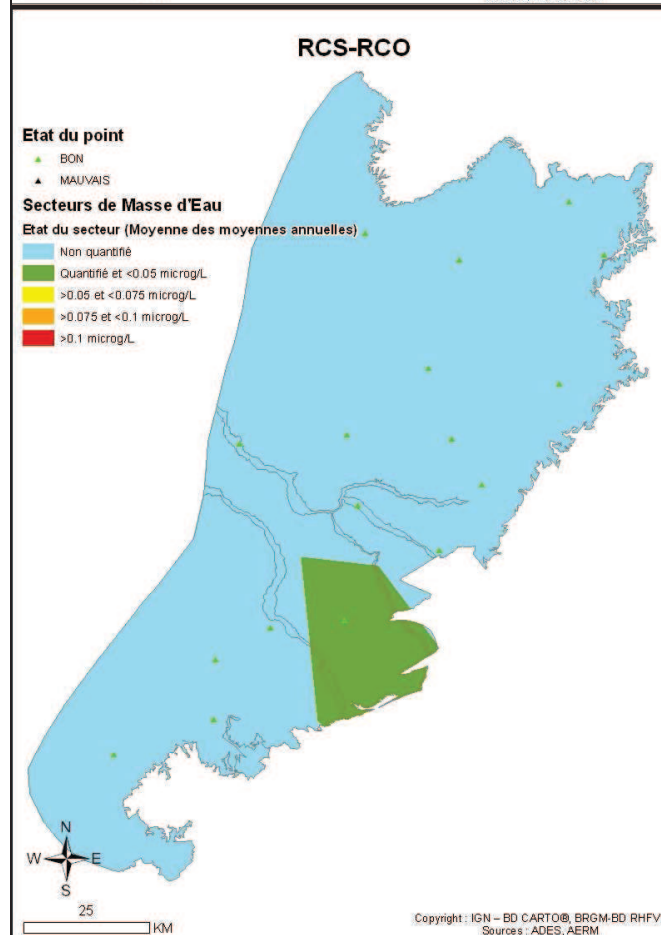 RCS-RCO
Etat du point
BON
MAUVAIS
Secteurs de Masse d'Eau
Etat du secteur (Moyenne des moyennes annuelles)
Non quantifié
Quantifié et <0.05 microg/L
>0.05 et <0.075 microg/L
>0.075 et <0.1 microg/L
>0.1 microg/L
N
W E
S
25
KM
Copyright : IGN – BD CARTO®, BRGM-BD RHFV
Sources : ADES, AERM